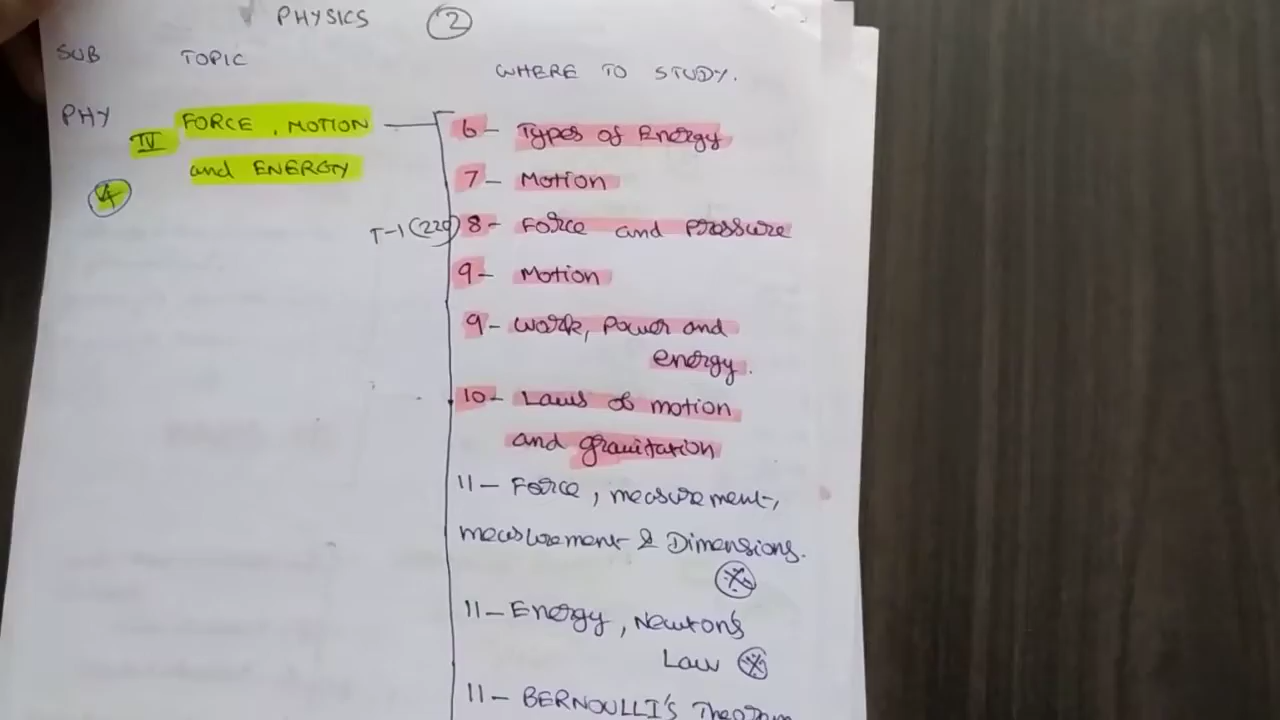 PHYSICS 2
SUB TOPIC WHERE TO STUDY.
PHY IV FORCE, MOTION
and ENERGY
4
6- Types of Energy
7- Motion
T-1 (229) 8- Force and Pressure
9- Motion
9- Work, Power and
energy.
10- Laws of motion
and gravitation
11- Force, measurement,
measurement & Dimensions.
11- Energy, Newton's
Law
11- BERNOULLI'S Theorem